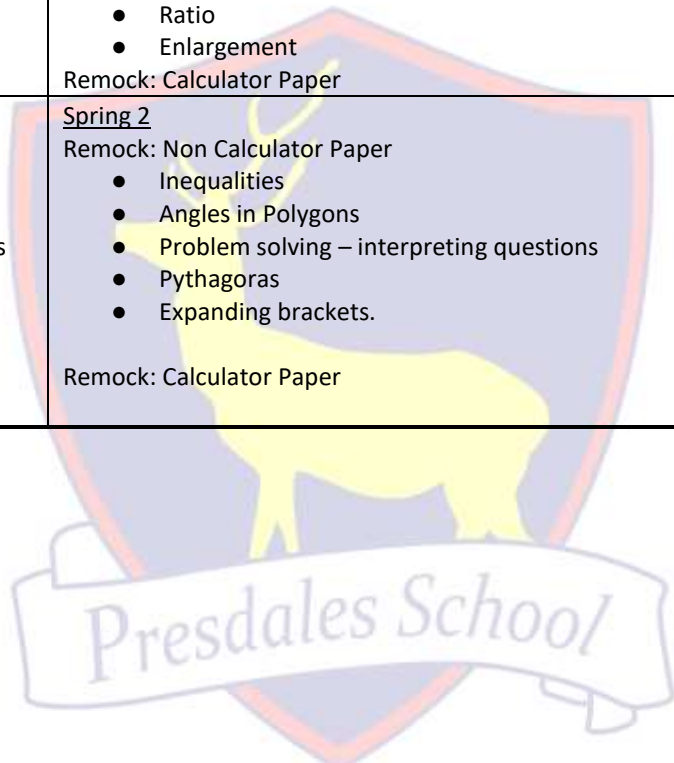 ● Ratio
● Enlargement
Remock: Calculator Paper
Spring 2
Remock: Non Calculator Paper
● Inequalities
● Angles in Polygons
s
● Problem solving – interpreting questions
● Pythagoras
● Expanding brackets.
Remock: Calculator Paper
Presdales School